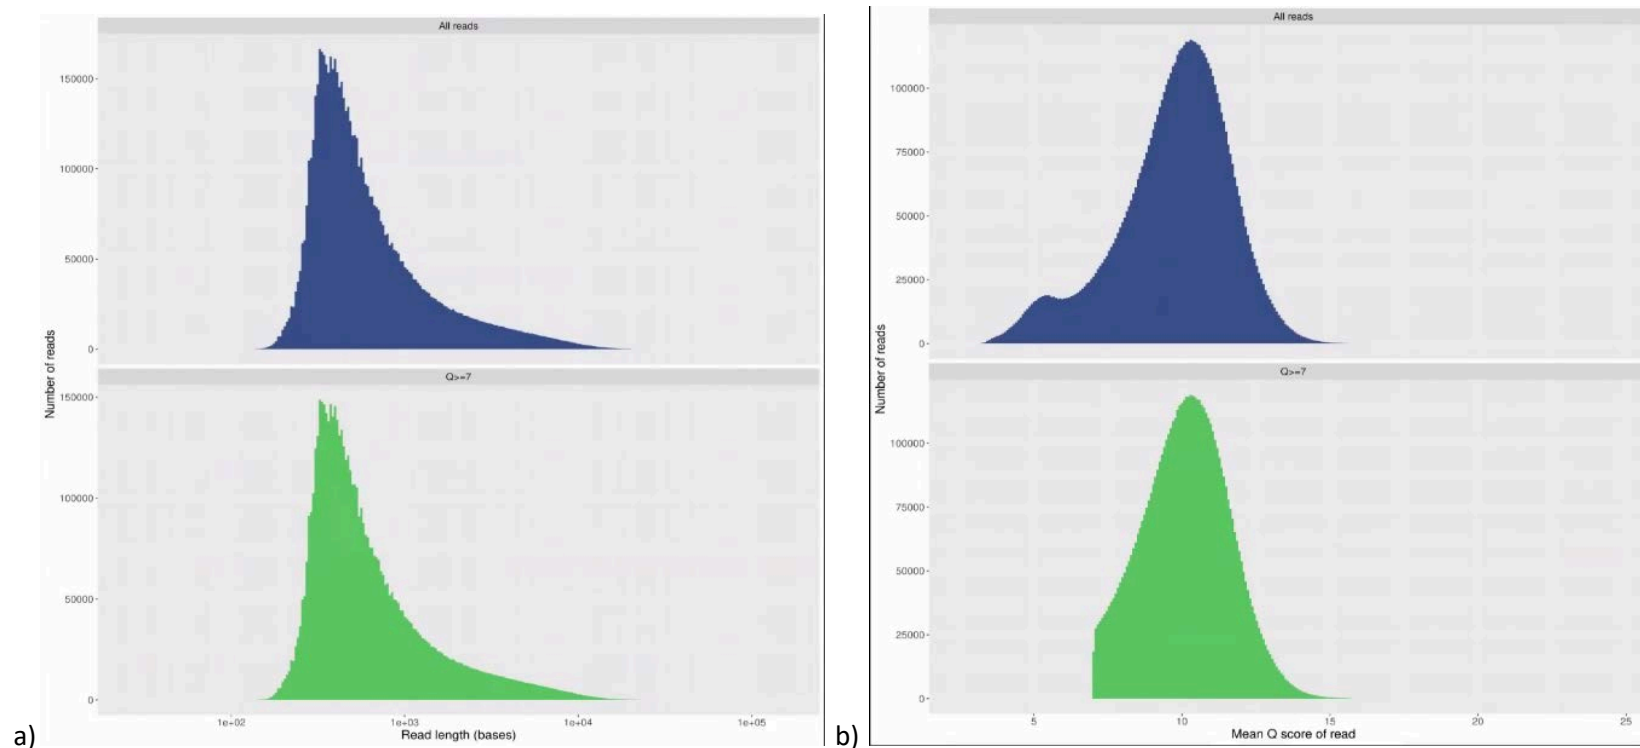 All reads
150000
100000
50000
0
Number of reads
Q>=7
150000
100000
50000
0
1e+02 1e+03 1e+04 1e+05
Read length (bases)
a)
All reads
100000
75000
50000
25000
0
Number of reads
Q>=7
100000
75000
50000
25000
0
5 10 15 20 25
Mean Q score of read
b)